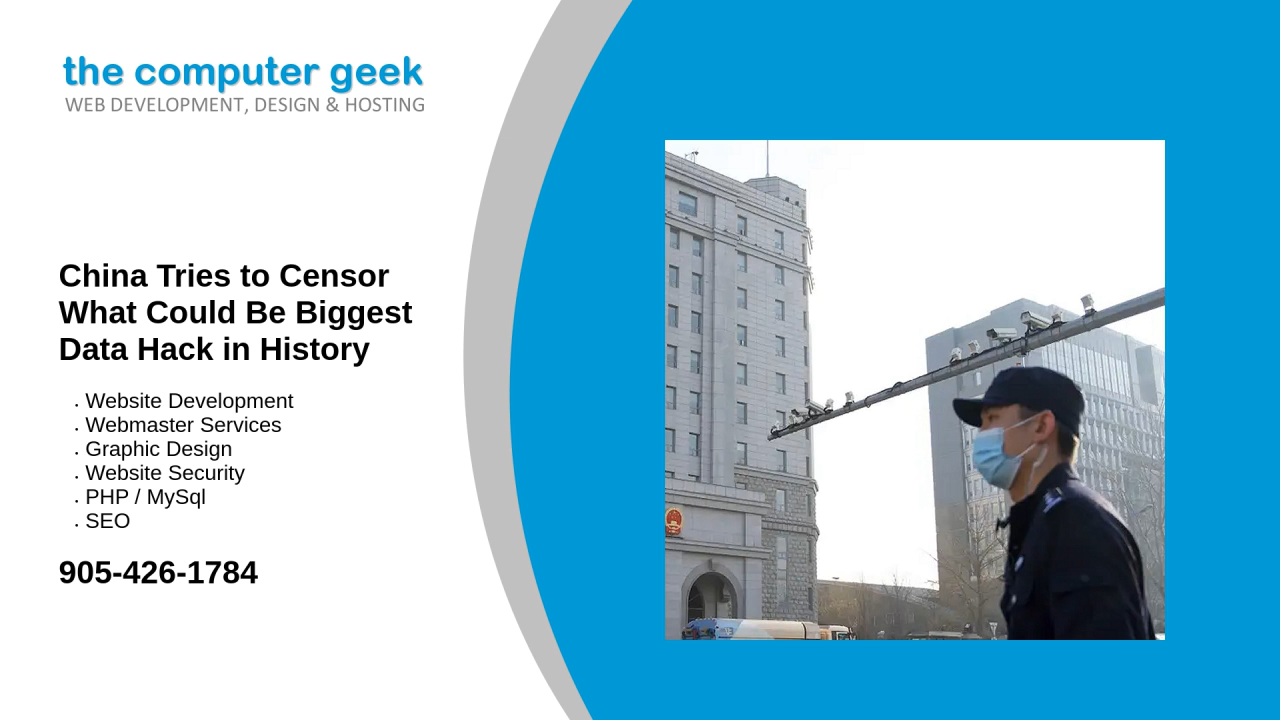 the computer geek
WEB DEVELOPMENT, DESIGN & HOSTING
China Tries to Censor
What Could Be Biggest
Data Hack in History
• Website Development
• Webmaster Services
• Graphic Design
• Website Security
• PHP / MySql
• SEO
905-426-1784